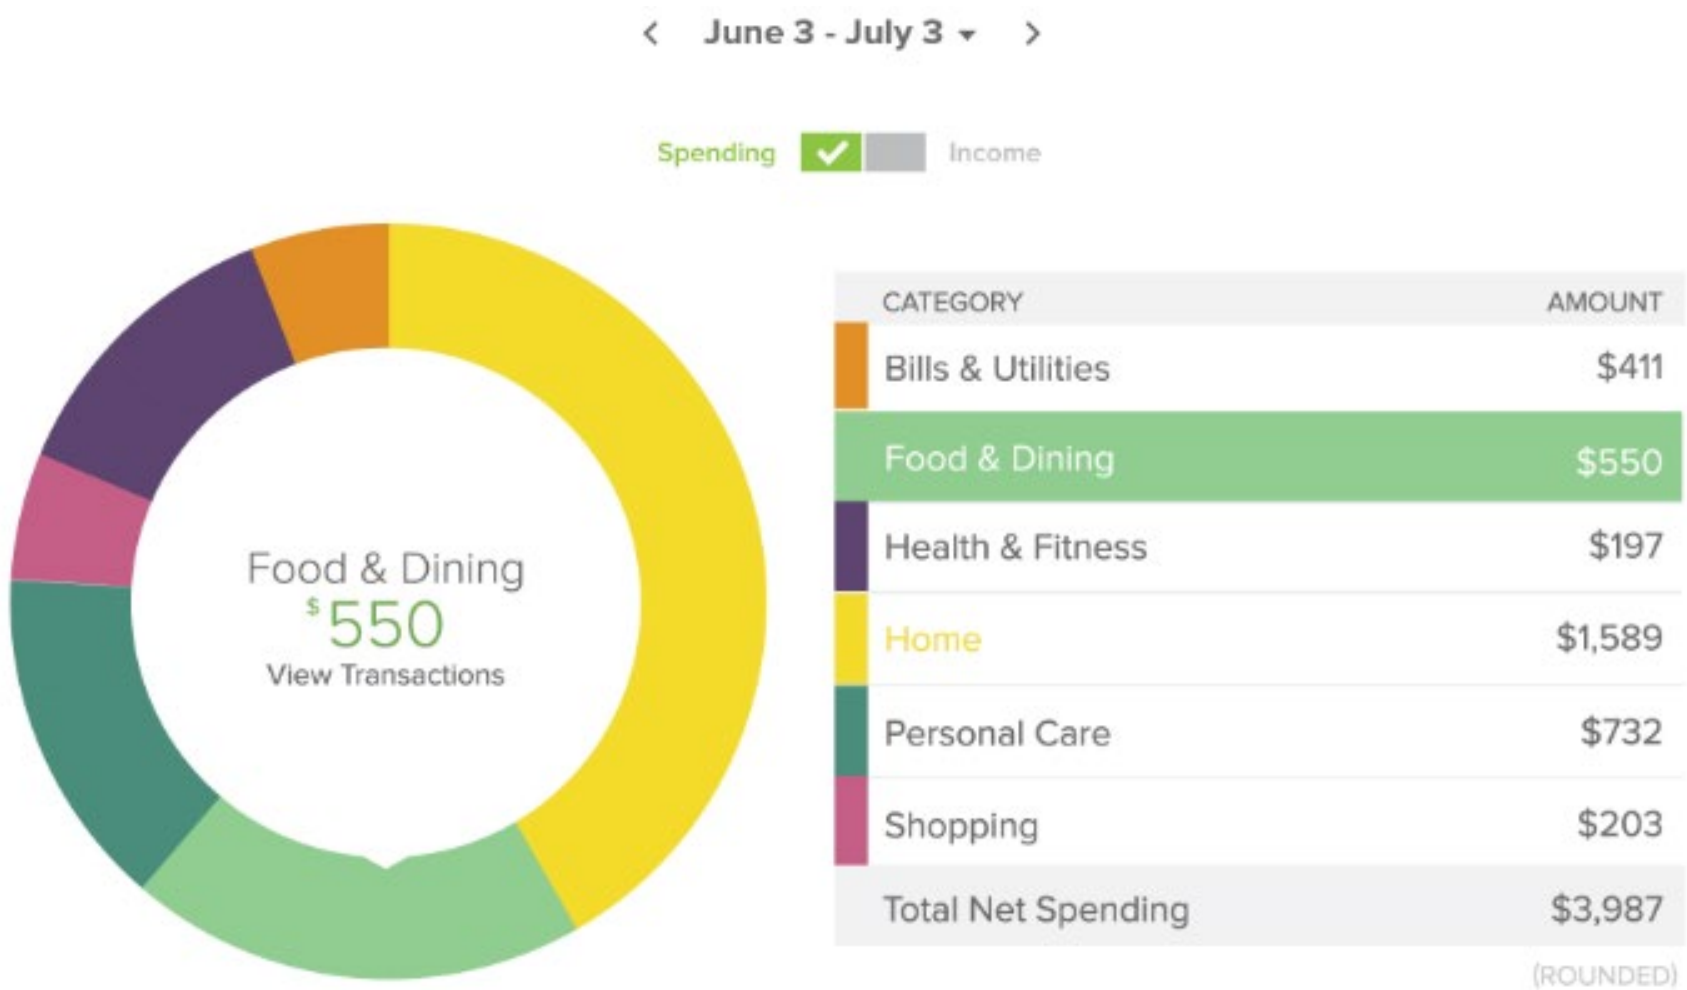 June 3 - July 3
Spending Income
Food & Dining
$550
View Transactions
CATEGORY AMOUNT
Bills & Utilities $411
Food & Dining $550
Health & Fitness $197
Home $1,589
Personal Care $732
Shopping $203
Total Net Spending $3,987
(ROUNDED)